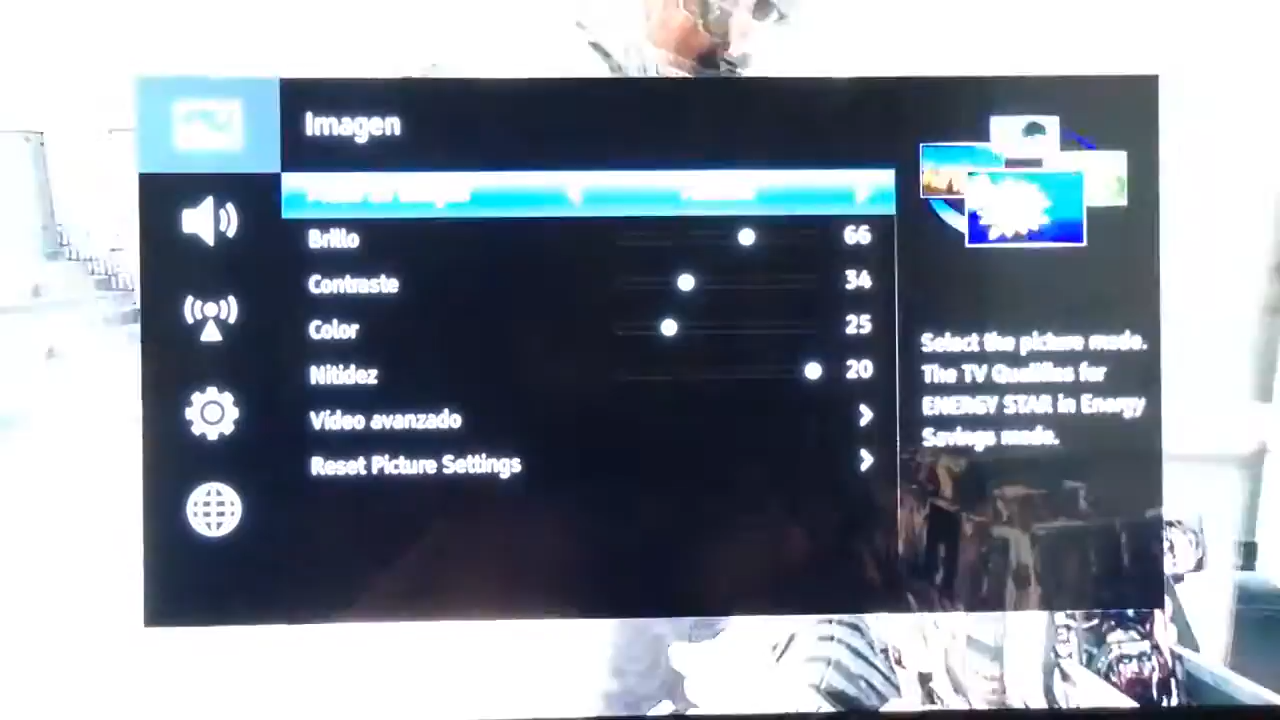 Imagen
Brillo 66
Contraste 34
Color 25
Nitidez 20
Vídeo avanzado
Reset Picture Settings
Select the picture mode.
The TV Qualifies for
ENERGY STAR in Energy
Savings mode.